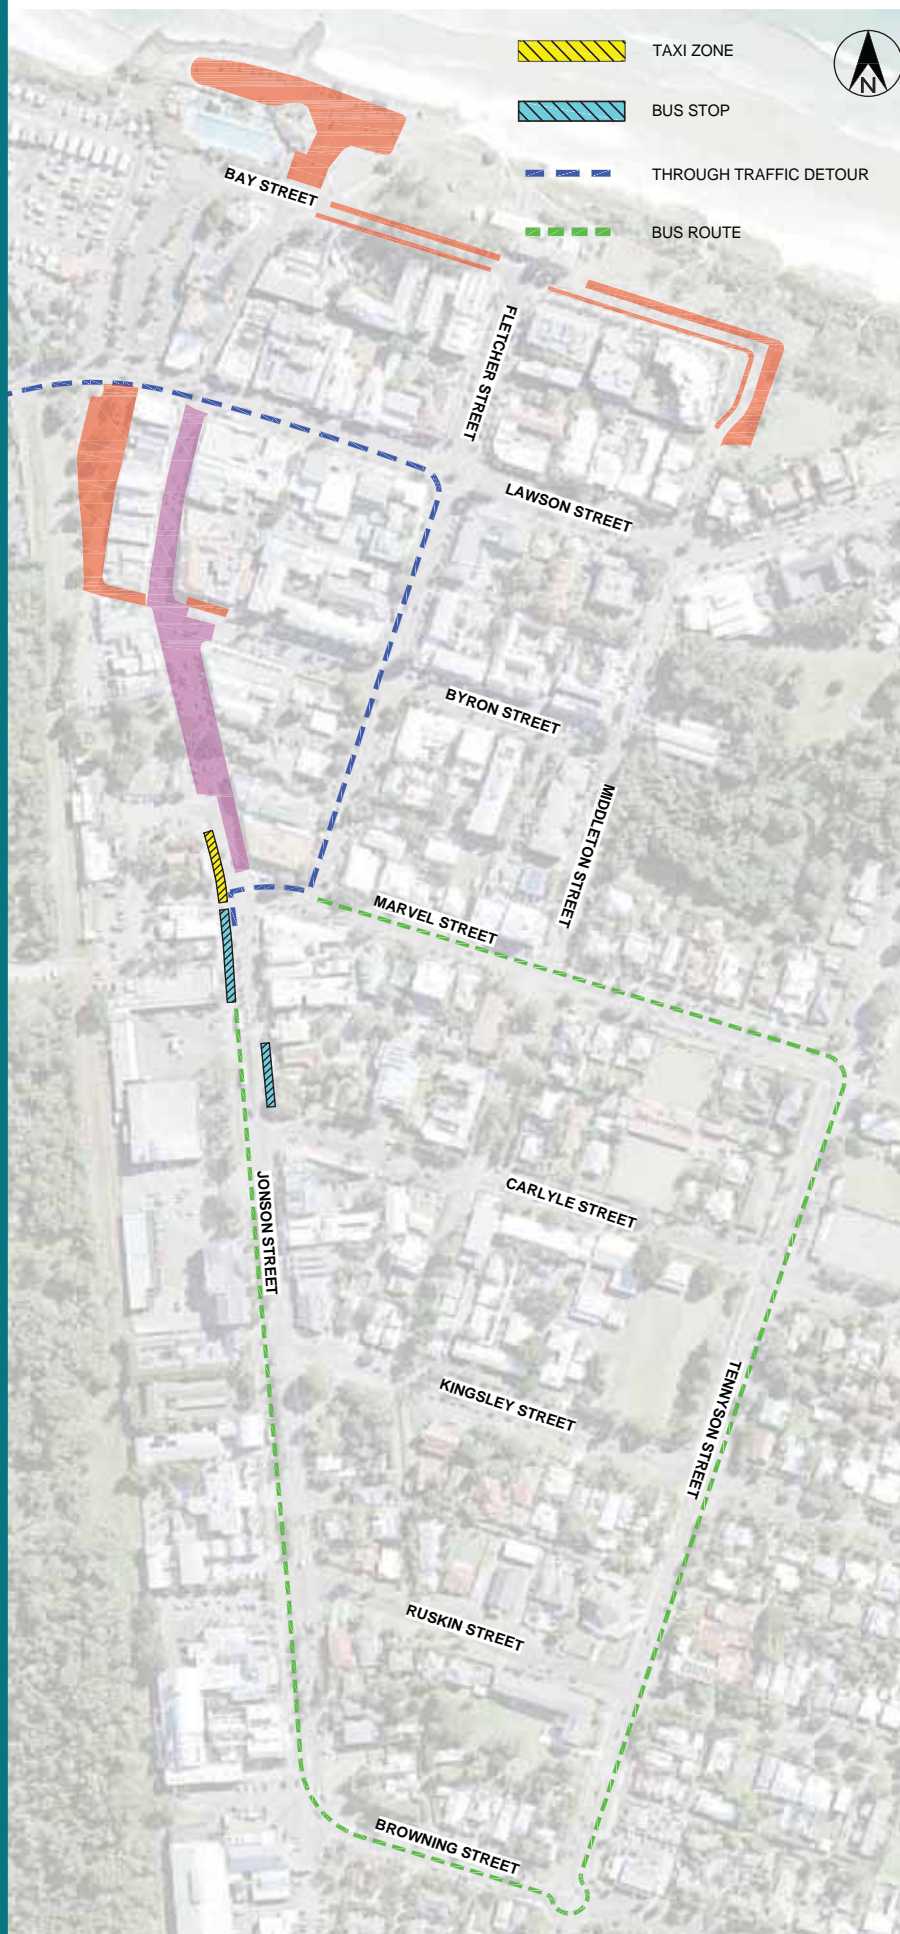 TAXI ZONE
N
BUS STOP
THROUGH TRAFFIC DETOUR
BAY STREET
BUS ROUTE
FLETCHER STREET
LAWSON STREET
BYRON STREET
MIDDLETON STREET
MARVEL STREET
JONSON STREET
CARLYLE STREET
KINGSLEY STREET
TENNYSON STREET
RUSKIN STREET
BROWNING STREET